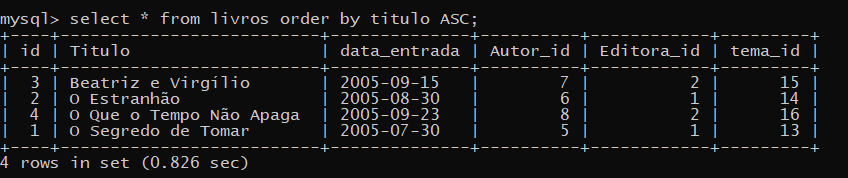 mysql> select * from livros order by titulo ASC;
+----+--------------------------+--------------+----------+-------------+---------+
| id | Titulo                   | data_entrada | Autor_id | Editora_id | tema_id |
+----+--------------------------+--------------+----------+-------------+---------+
|  3 | Beatriz e Virgílio       | 2005-09-15   |        7 |          2 |      15 |
|  2 | O Estranhão              | 2005-08-30   |        6 |          1 |      14 |
|  4 | O Que o Tempo Não Apaga  | 2005-09-23   |        8 |          2 |      16 |
|  1 | O Segredo de Tomar       | 2005-07-30   |        5 |          1 |      13 |
+----+--------------------------+--------------+----------+-------------+---------+
4 rows in set (0.826 sec)